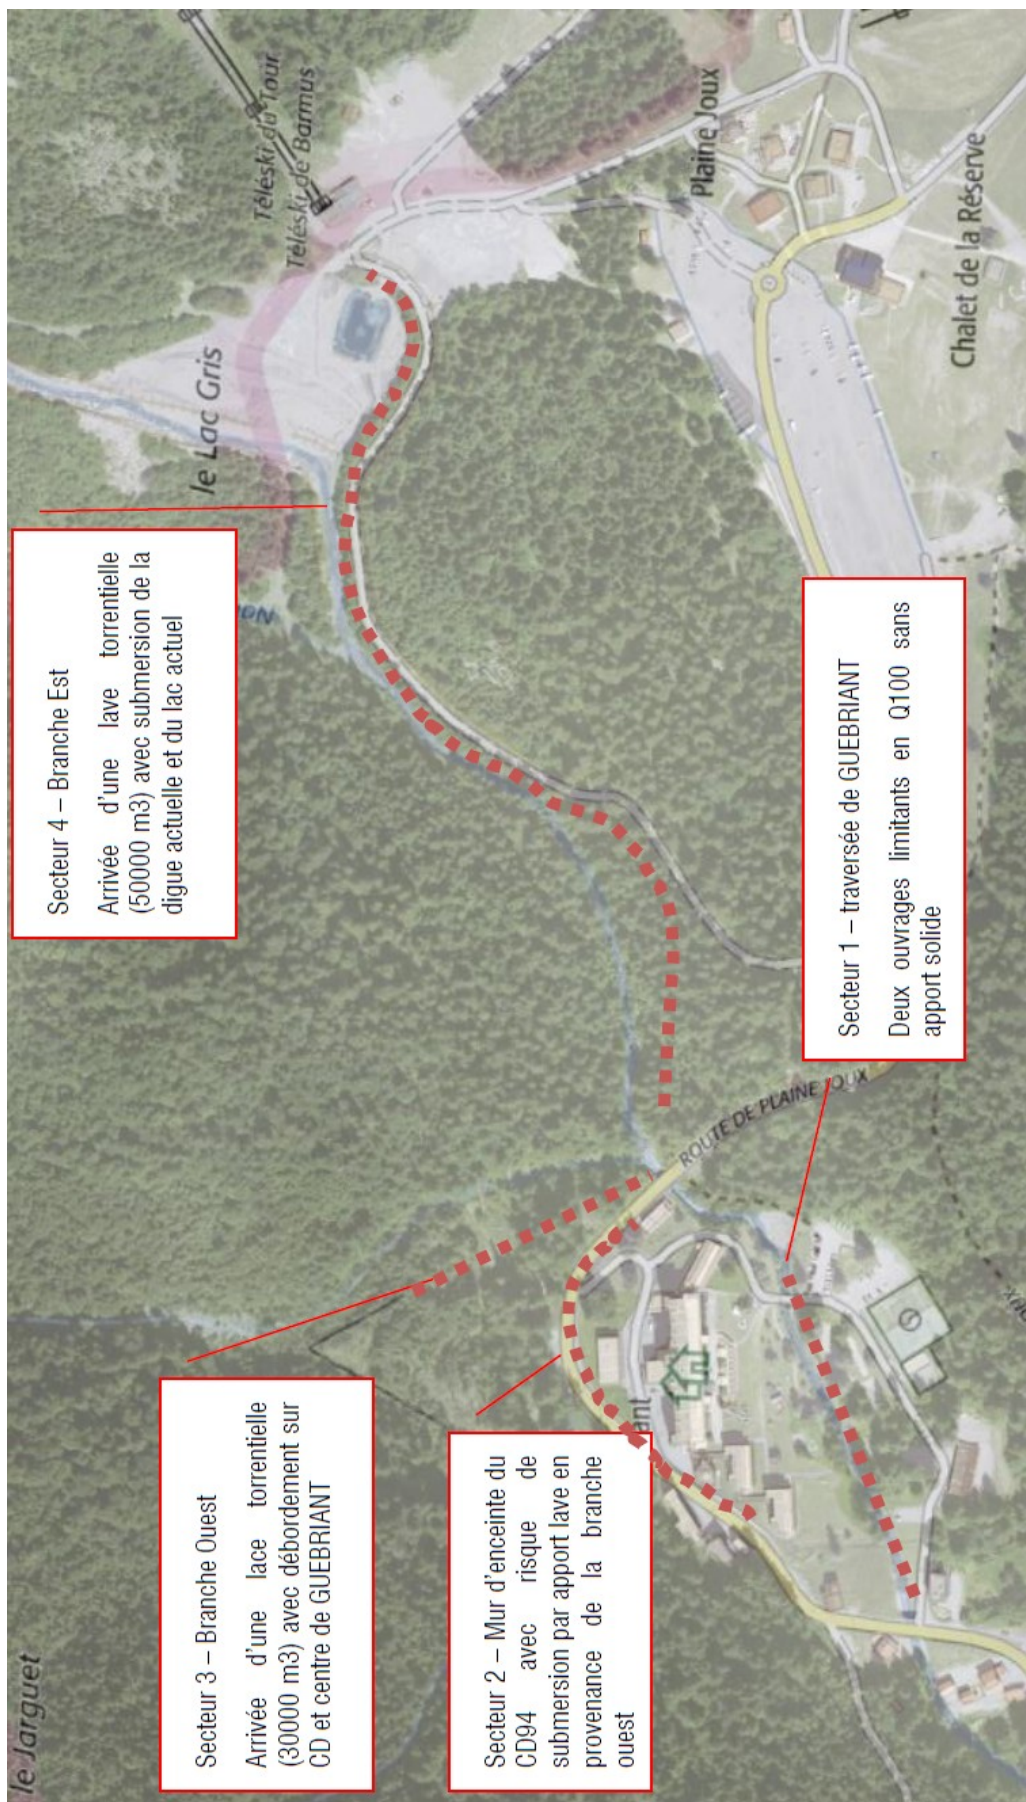 le Jarguet
Secteur 3 – Branche Ouest
Arrivée d'une lace torrentielle
(30000 m3) avec débordement sur
CD et centre de GUEBRIANT
Secteur 4 – Branche Est
Arrivée d'une lave torrentielle
(50000 m3) avec submersion de la
digue actuelle et du lac actuel
Nan
le Lac Gris
Téléski du Tour
Téléski de Barmus
Secteur 2 – Mur d'enceinte du
CD94 avec risque de
submersion par apport lave en
provenance de la branche
ouest
ant
ROUTE DE PLAINE JOUX
Plaine Joux
Secteur 1 – traversée de GUEBRIANT
Deux ouvrages limitants en Q100 sans
apport solide
Chalet de la Réserve